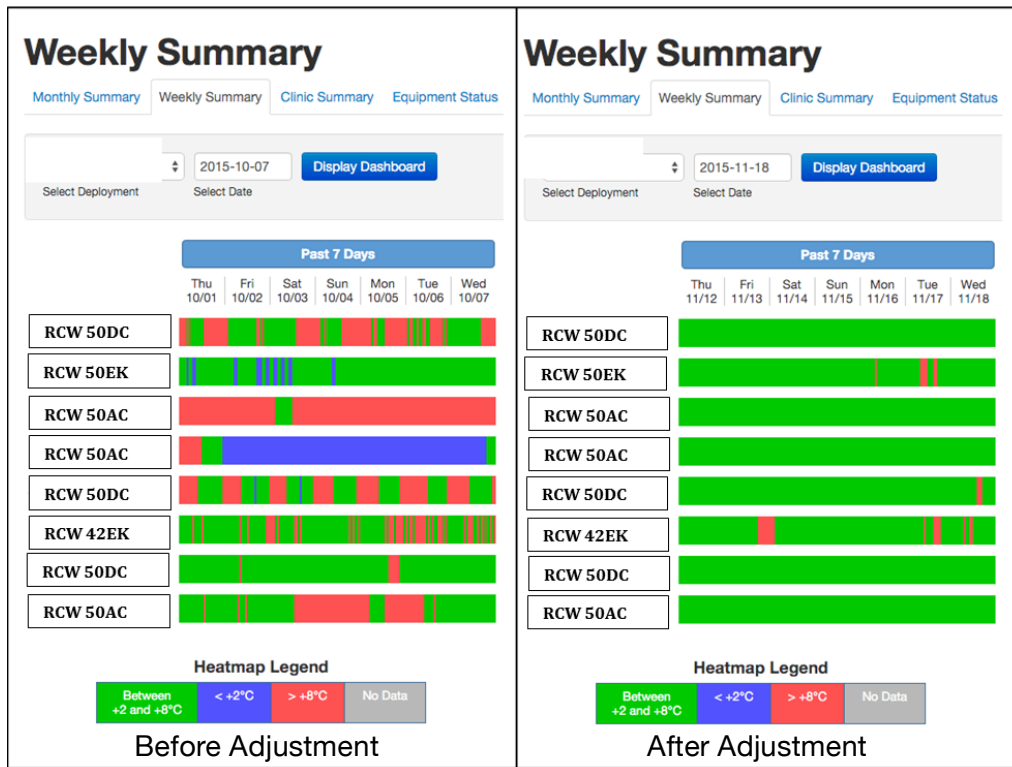 Weekly Summary
Monthly Summary Weekly Summary Clinic Summary Equipment Status
2015-10-07 Display Dashboard
Select Deployment Select Date
Past 7 Days
Thu Fri Sat Sun Mon Tue Wed
10/01 10/02 10/03 10/04 10/05 10/06 10/07
RCW 50DC
RCW 50EK
RCW 50AC
RCW 50AC
RCW 50DC
RCW 42EK
RCW 50DC
RCW 50AC
Heatmap Legend
Between < +2°C > +8°C No Data
+2 and +8°C
Before Adjustment
Weekly Summary
Monthly Summary Weekly Summary Clinic Summary Equipment Status
2015-11-18 Display Dashboard
Select Deployment Select Date
Past 7 Days
Thu Fri Sat Sun Mon Tue Wed
11/12 11/13 11/14 11/15 11/16 11/17 11/18
RCW 50DC
RCW 50EK
RCW 50AC
RCW 50AC
RCW 50DC
RCW 42EK
RCW 50DC
RCW 50AC
Heatmap Legend
Between < +2°C > +8°C No Data
+2 and +8°C
After Adjustment